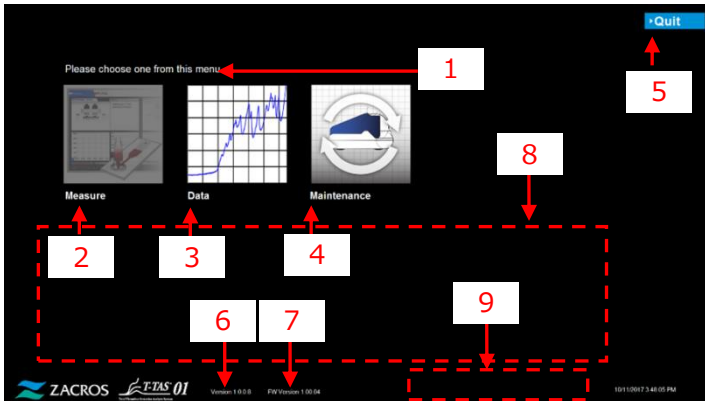 Quit
Please choose one from this menu
1
5
8
Measure
Data
Maintenance
2
3
4
9
6
7
ZACROS T-TAS 01
Version 1.0.0.8
FW Version 1.00.04
10/11/2017 3:48:05 PM